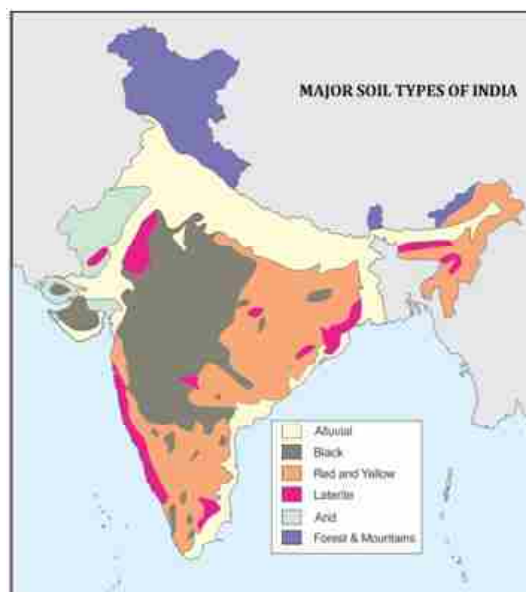 MAJOR SOIL TYPES OF INDIA
Alluvial
Black
Red and Yellow
Laterite
Arid
Forest & Mountains